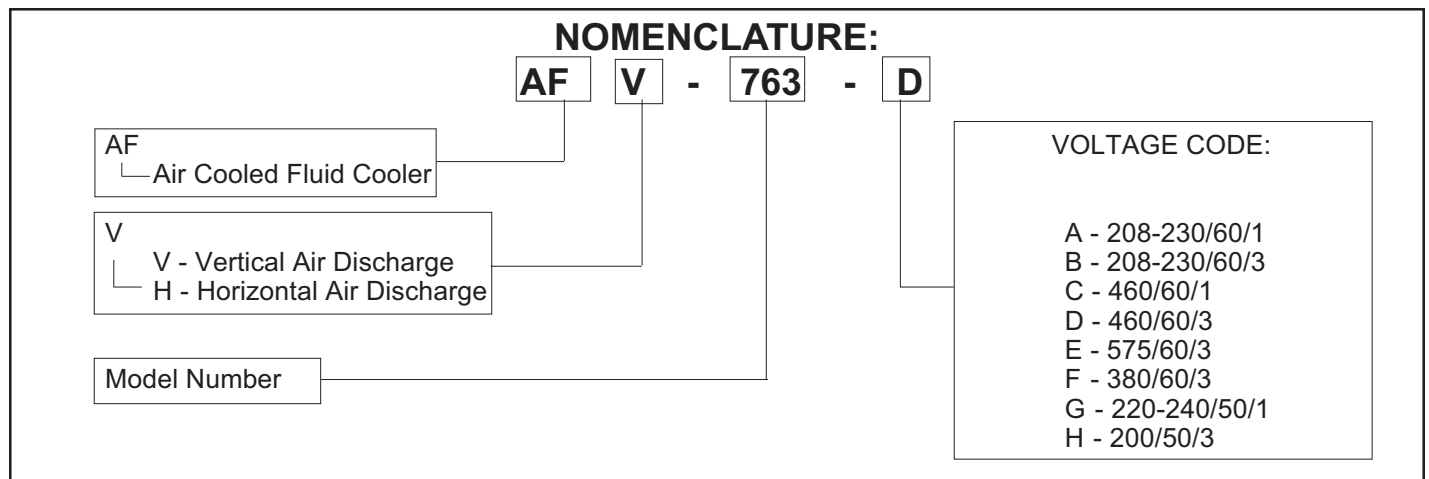 NOMENCLATURE:
AF V - 763 - D
AF
Air Cooled Fluid Cooler
V
V - Vertical Air Discharge
H - Horizontal Air Discharge
Model Number
VOLTAGE CODE:
A - 208-230/60/1
B - 208-230/60/3
C - 460/60/1
D - 460/60/3
E - 575/60/3
F - 380/60/3
G - 220-240/50/1
H - 200/50/3